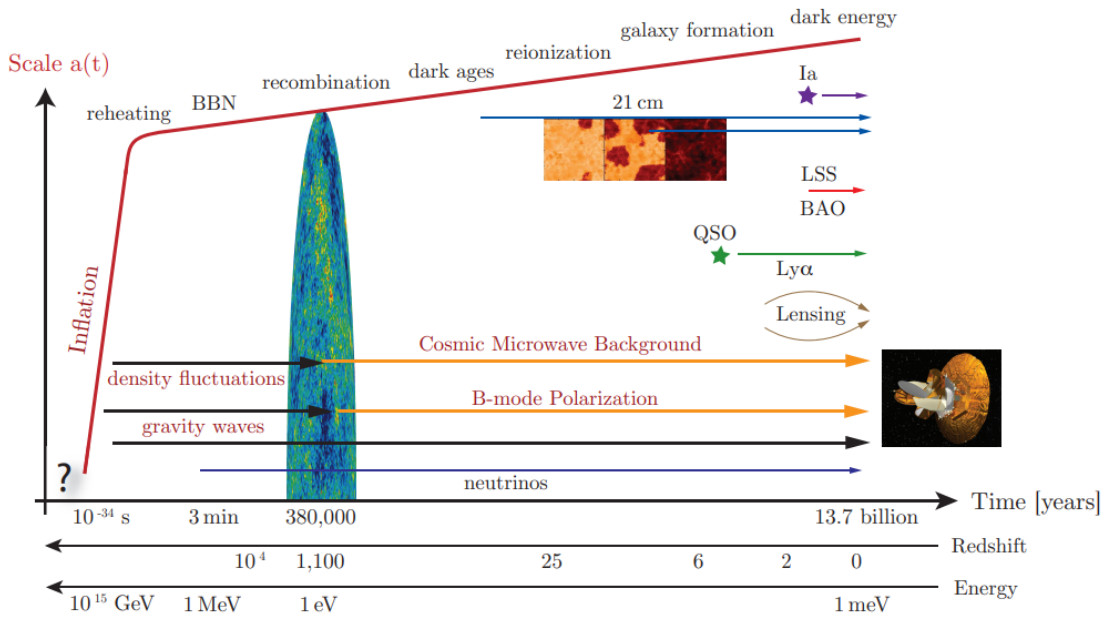 dark energy
galaxy formation
reionization
Scale a(t)
dark ages
recombination
Ia
BBN
21 cm
reheating
LSS
BAO
QSO
Lyα
Inflation
Lensing
Cosmic Microwave Background
density fluctuations
B-mode Polarization
gravity waves
?
neutrinos
Time [years]
10⁻³⁴ s 3 min 380,000 13.7 billion
Redshift
10⁴ 1,100 25 6 2 0
Energy
10¹⁵ GeV 1 MeV 1 eV 1 meV